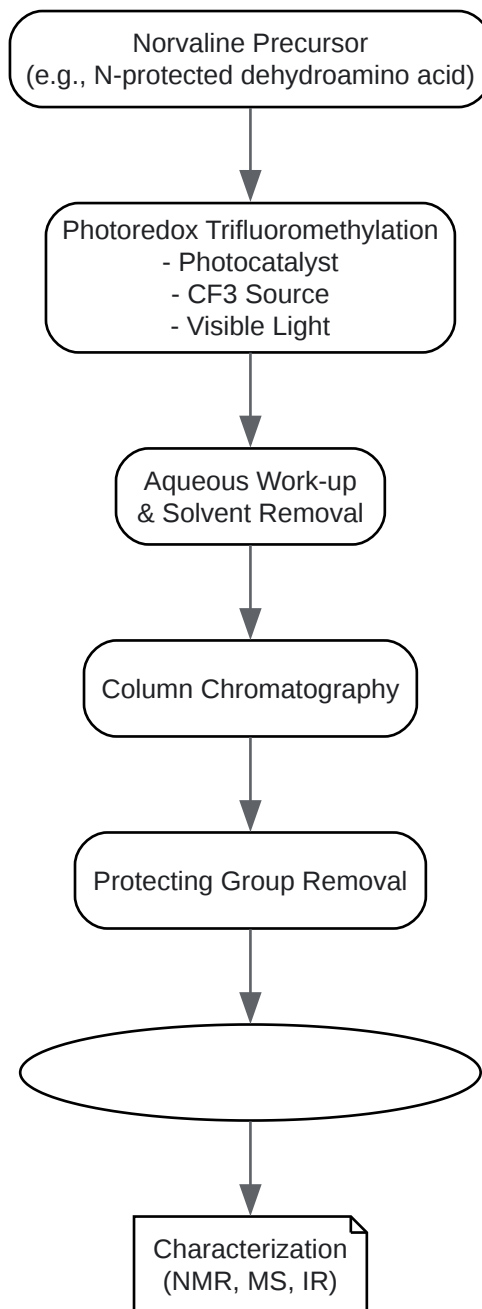 Norvaline Precursor
(e.g., N-protected dehydroamino acid)
Photoredox Trifluoromethylation
- Photocatalyst
- CF3 Source
- Visible Light
Aqueous Work-up
& Solvent Removal
Column Chromatography
Protecting Group Removal
Characterization
(NMR, MS, IR)